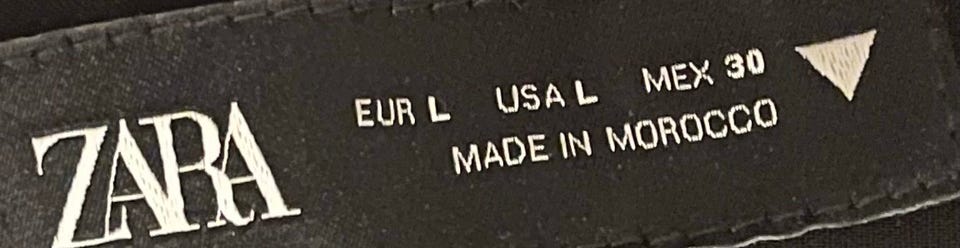 ZARA
EUR L USA L MEX 30
MADE IN MOROCCO